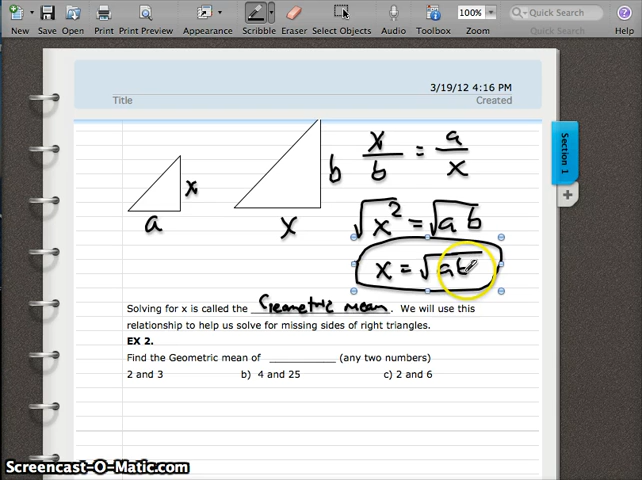 New Save Open Print Print Preview Appearance Scribble Eraser Select Objects Audio Toolbox 100% Zoom Quick Search Quick Search Help
3/19/12 4:16 PM
Title Created
Section 1
+
x/b = a/x
x b
a x
√x² = √ab
x = √ab
Solving for x is called the Geometric mean. We will use this
relationship to help us solve for missing sides of right triangles.
EX 2.
Find the Geometric mean of ____________ (any two numbers)
2 and 3 b) 4 and 25 c) 2 and 6
Screencast-O-Matic.com